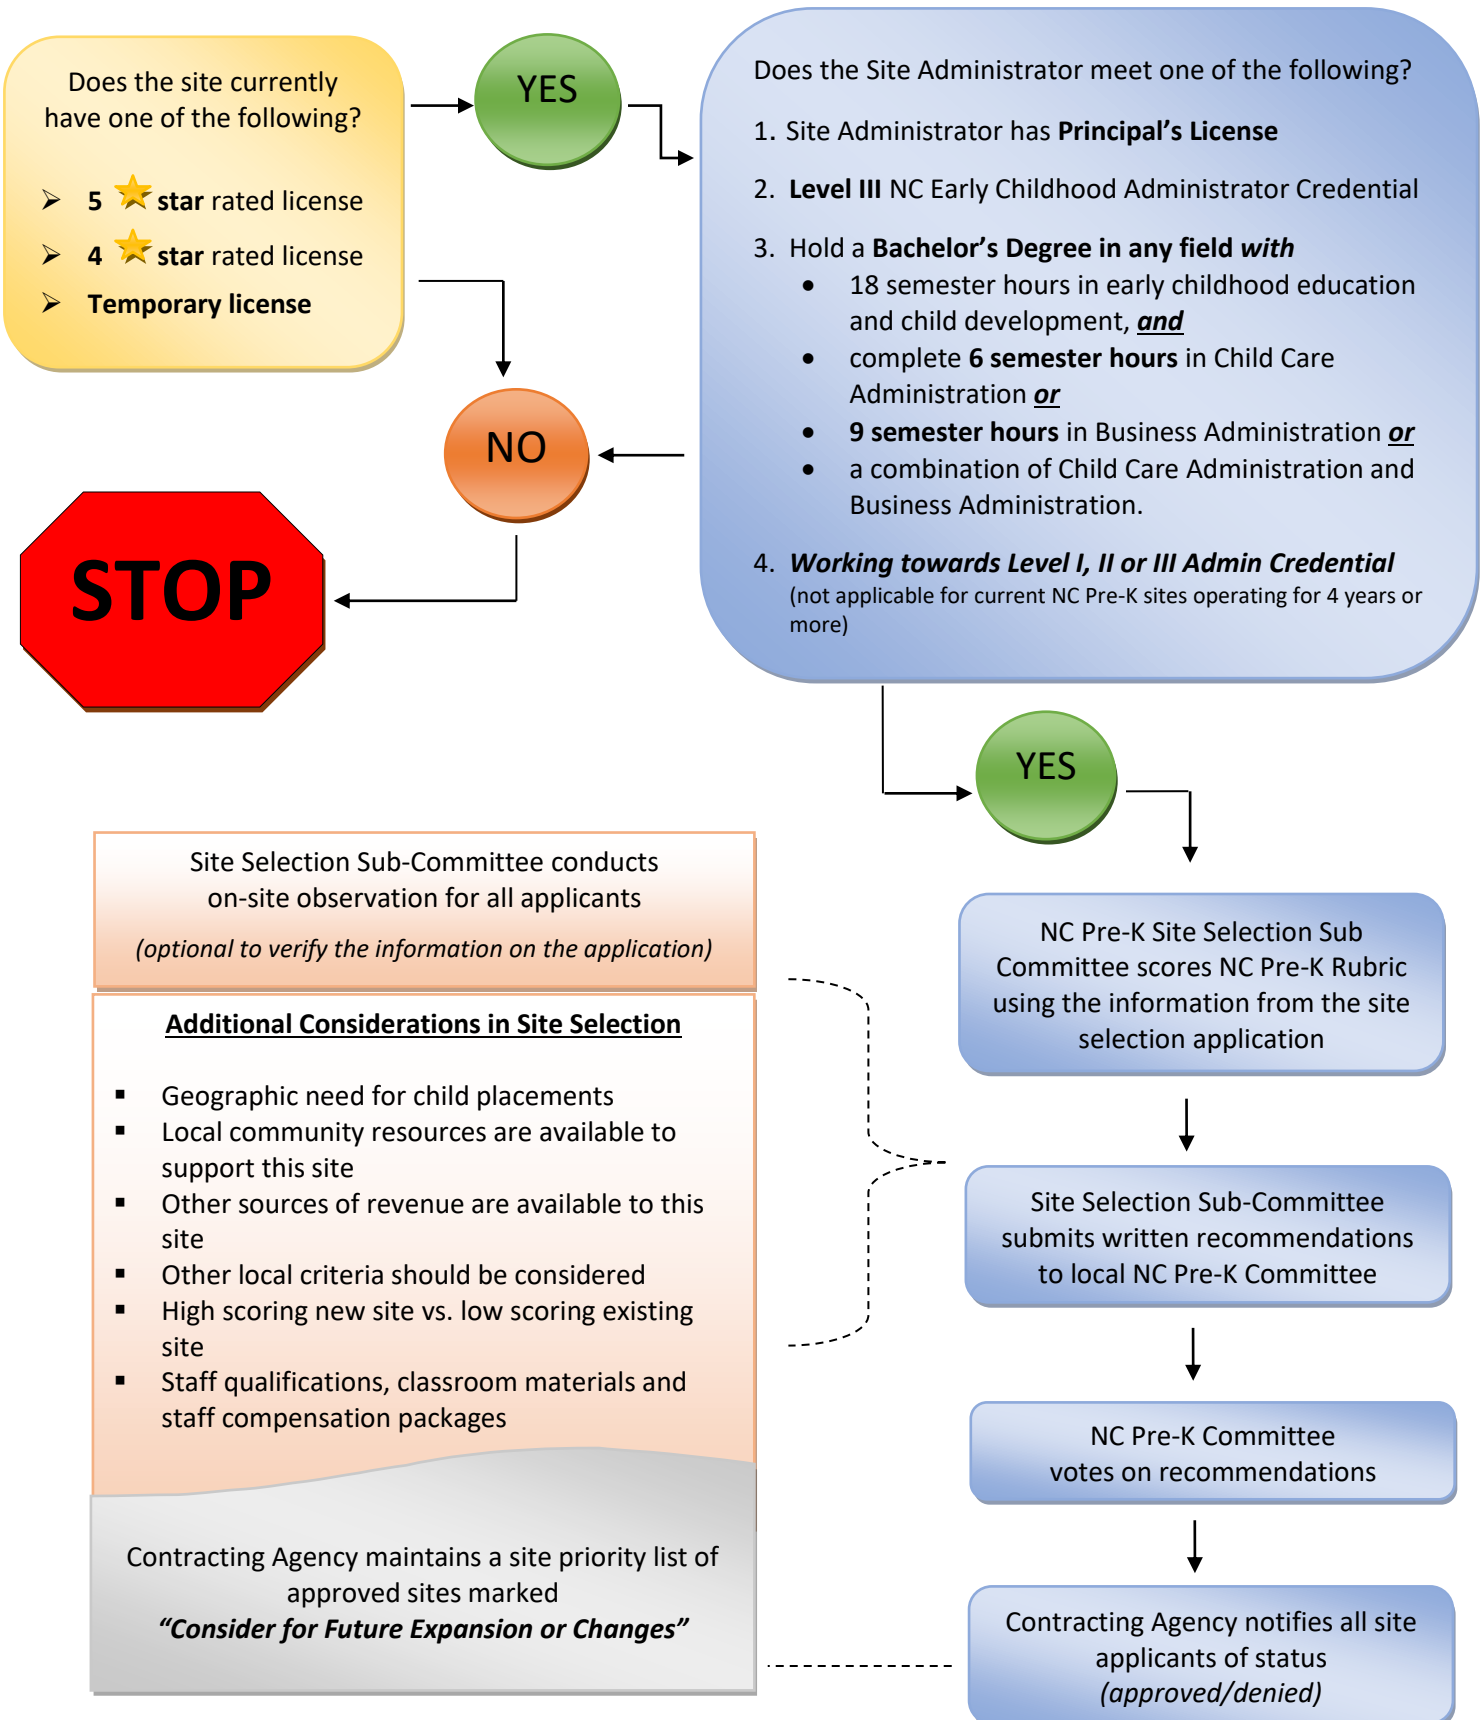 Does the site currently
have one of the following?
➢ 5 star rated license
➢ 4 star rated license
➢ Temporary license
YES
Does the Site Administrator meet one of the following?
1. Site Administrator has Principal’s License
2. Level III NC Early Childhood Administrator Credential
3. Hold a Bachelor’s Degree in any field with
• 18 semester hours in early childhood education
and child development, and
• complete 6 semester hours in Child Care
Administration or
• 9 semester hours in Business Administration or
• a combination of Child Care Administration and
Business Administration.
4. Working towards Level I, II or III Admin Credential
(not applicable for current NC Pre-K sites operating for 4 years or
more)
NO
STOP
YES
NC Pre-K Site Selection Sub
Committee scores NC Pre-K Rubric
using the information from the site
selection application
Site Selection Sub-Committee
submits written recommendations
to local NC Pre-K Committee
NC Pre-K Committee
votes on recommendations
Contracting Agency notifies all site
applicants of status
(approved/denied)
Site Selection Sub-Committee conducts
on-site observation for all applicants
(optional to verify the information on the application)
Additional Considerations in Site Selection
▪ Geographic need for child placements
▪ Local community resources are available to
support this site
▪ Other sources of revenue are available to this
site
▪ Other local criteria should be considered
▪ High scoring new site vs. low scoring existing
site
▪ Staff qualifications, classroom materials and
staff compensation packages
Contracting Agency maintains a site priority list of
approved sites marked
“Consider for Future Expansion or Changes”